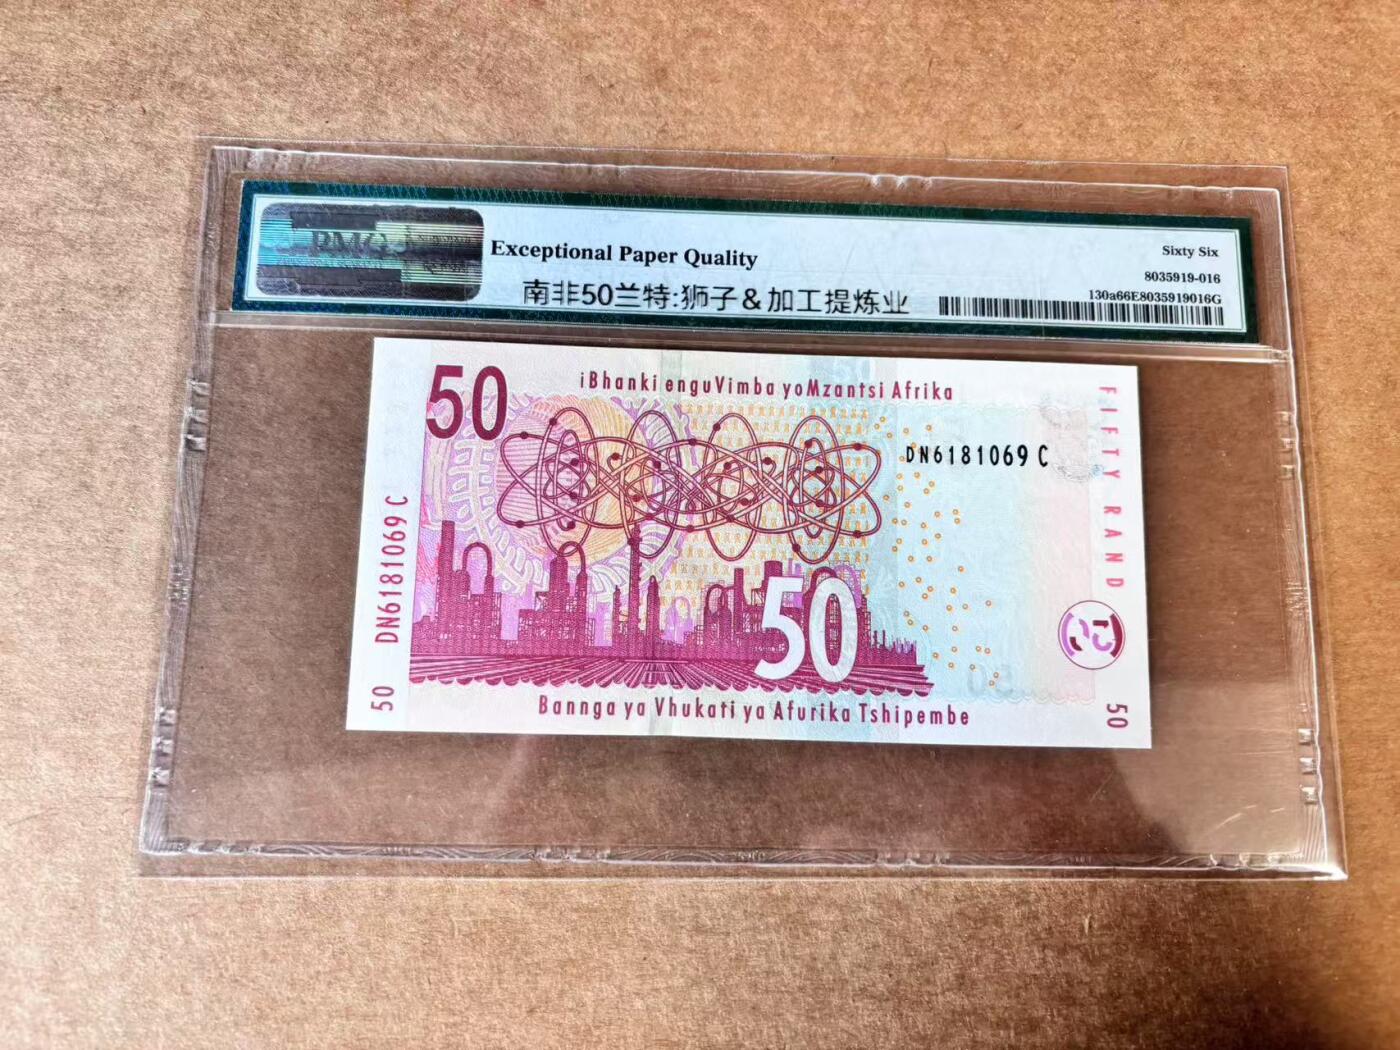 PMG
Exceptional Paper Quality
Sixty Six
8035919-016
南非50兰特:狮子&加工提炼业
130a66E8035919016G
50
iBhanki enguVimba yoMzantsi Afrika
DN6181069 C
FIFTY RAND
DN6181069 C
50
50
50
Bannga ya Vhukati ya Afurika Tshipembe
50